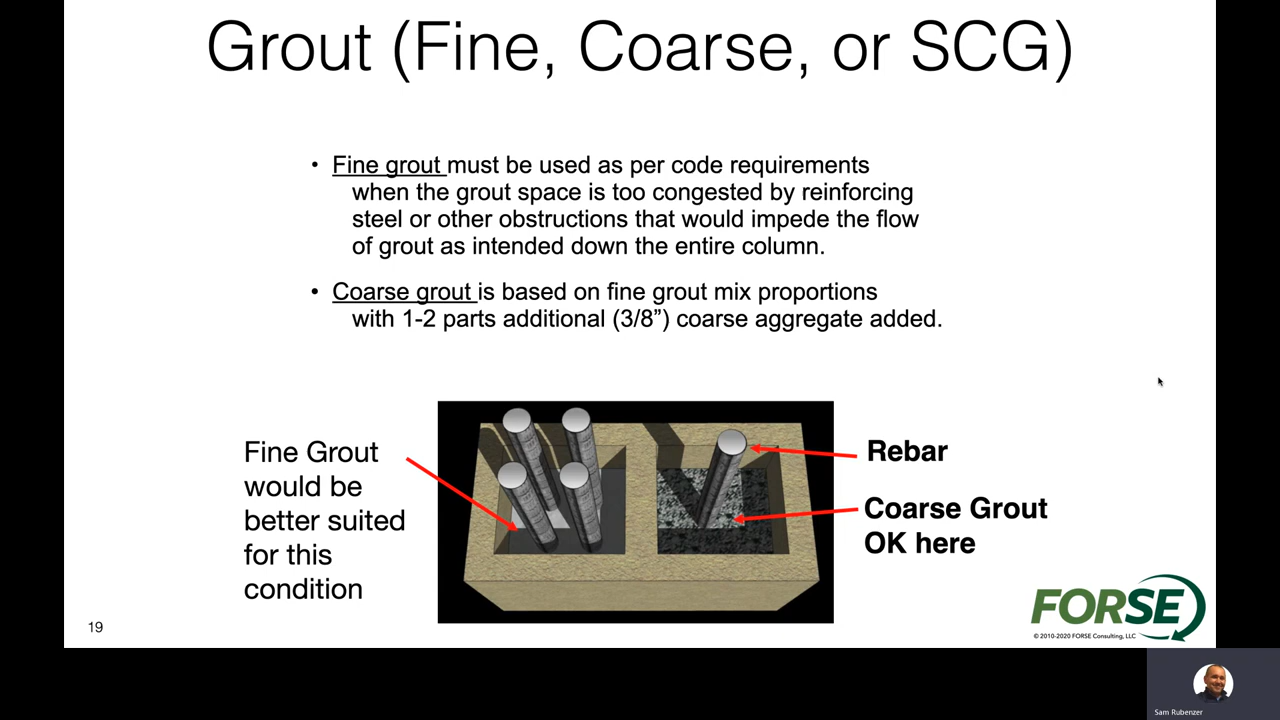 Grout (Fine, Coarse, or SCG)
• Fine grout must be used as per code requirements
when the grout space is too congested by reinforcing
steel or other obstructions that would impede the flow
of grout as intended down the entire column.
• Coarse grout is based on fine grout mix proportions
with 1-2 parts additional (3/8”) coarse aggregate added.
Fine Grout
would be
better suited
for this
condition
Rebar
Coarse Grout
OK here
FORSE
© 2010-2020 FORSE Consulting, LLC
19
Sam Rubenzer